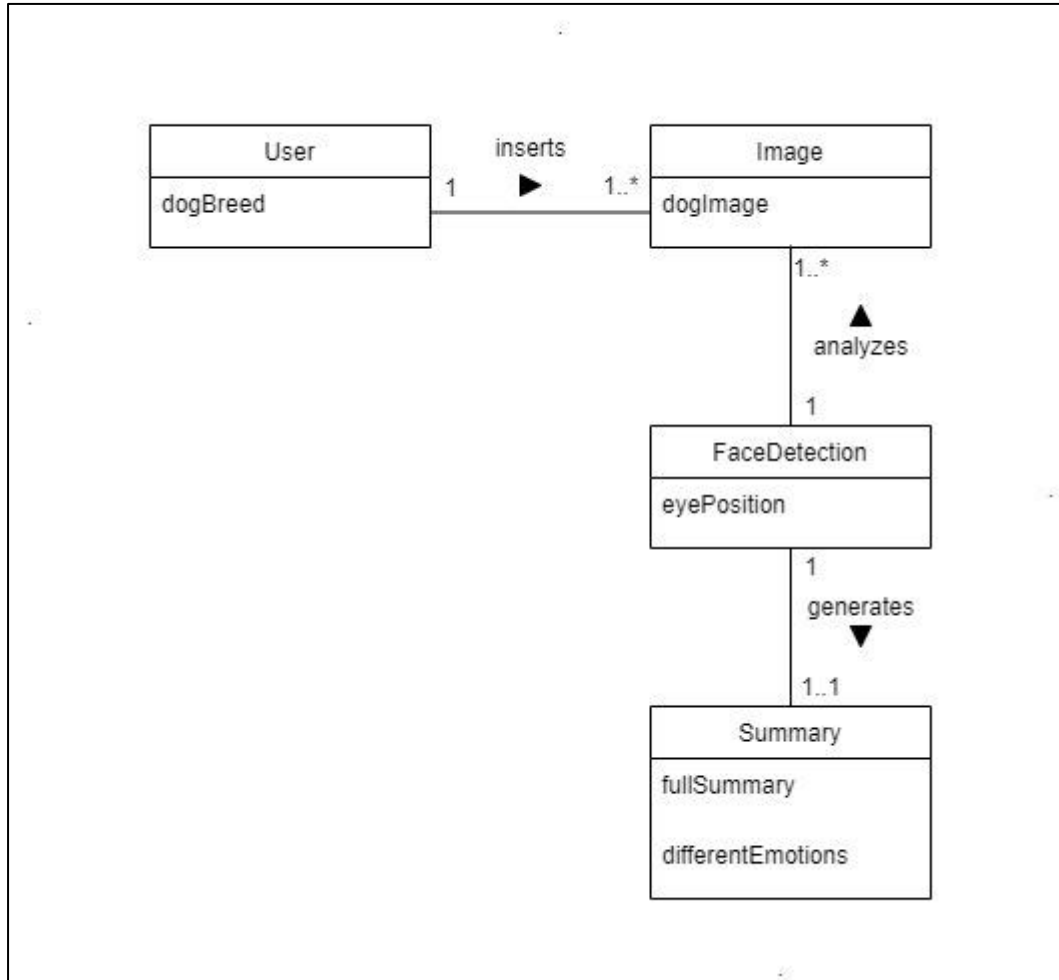 User
dogBreed
inserts
1
1..*
Image
dogImage
1..*
analyzes
1
FaceDetection
eyePosition
1
generates
1..1
Summary
fullSummary
differentEmotions